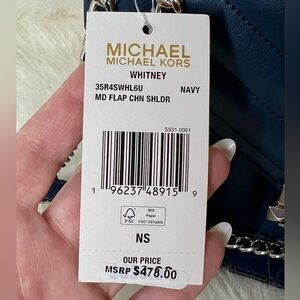 MICHAEL
MICHAEL KORS
WHITNEY
35R4SWHL6U NAVY
MD FLAP CHN SHLDR
S931-0001
1 96237 48915 9
MIX
Paper
FSC
NS
OUR PRICE
MSRP $478.00